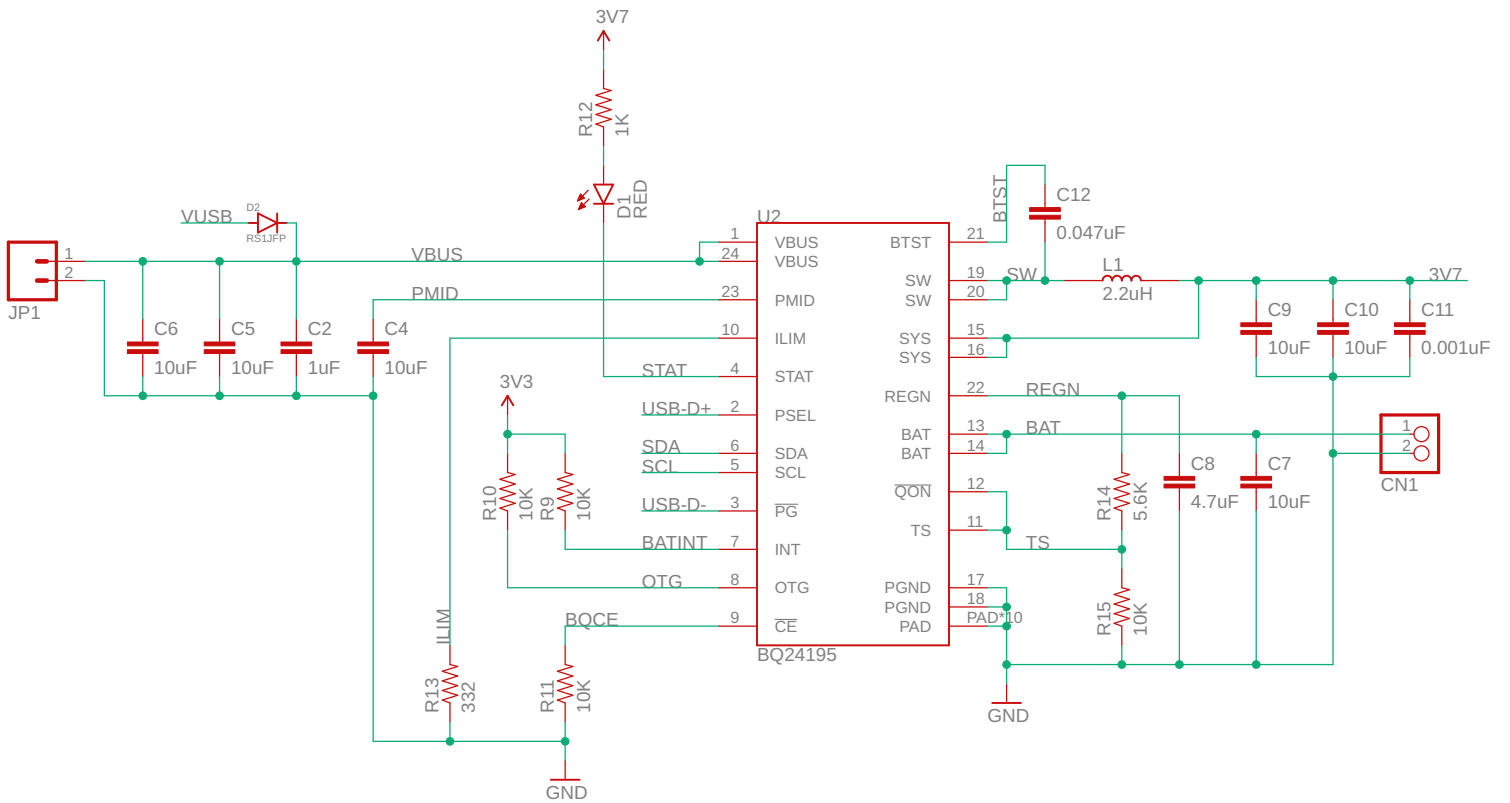 3V7
R12
1K
D1
RED
VUSB
D2
RS1JFP
JP1
1
2
VBUS
PMID
C6
10uF
C5
10uF
C2
1uF
C4
10uF
STAT
3V3
USB-D+
SDA
SCL
USB-D-
BATINT
OTG
BQCE
R10
10K
R9
10K
ILIM
R13
332
R11
10K
GND
U2
1 VBUS
24 VBUS
23 PMID
10 ILIM
4 STAT
2 PSEL
6 SDA
5 SCL
3 PG
7 INT
8 OTG
9 CE
BTST 21
SW 19
SW 20
SYS 15
SYS 16
REGN 22
BAT 13
BAT 14
QON 12
TS 11
PGND 17
PGND 18
PAD PAD*10
BQ24195
BTST
C12
0.047uF
SW
L1
2.2uH
3V7
C9
10uF
C10
10uF
C11
0.001uF
REGN
BAT
R14
5.6K
C8
4.7uF
C7
10uF
1
2
CN1
TS
R15
10K
GND